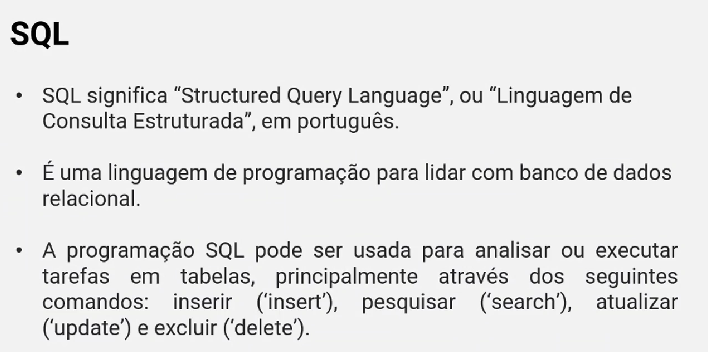 SQL
• SQL significa “Structured Query Language”, ou “Linguagem de
Consulta Estruturada”, em português.
• É uma linguagem de programação para lidar com banco de dados
relacional.
• A programação SQL pode ser usada para analisar ou executar
tarefas em tabelas, principalmente através dos seguintes
comandos: inserir (‘insert’), pesquisar (‘search’), atualizar
(‘update’) e excluir (‘delete’).